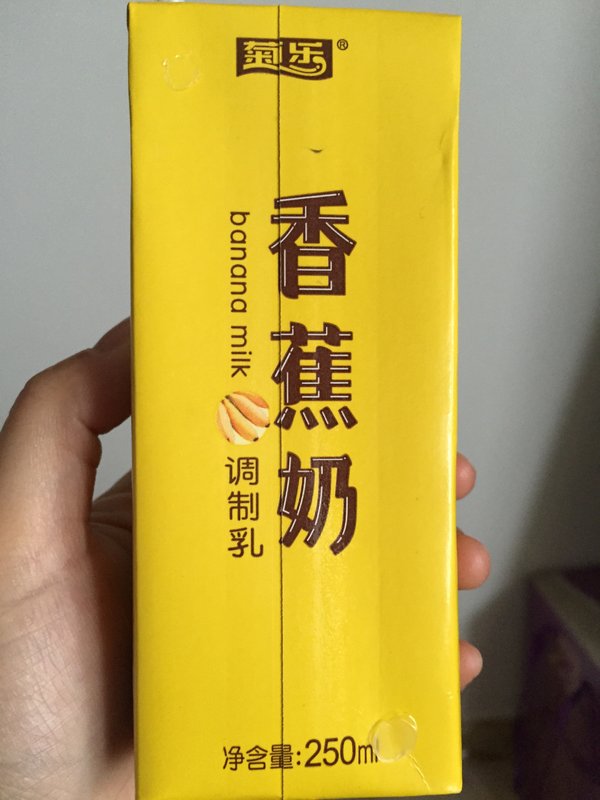 菊乐®
香蕉奶
banana milk
调制乳
净含量:250ml